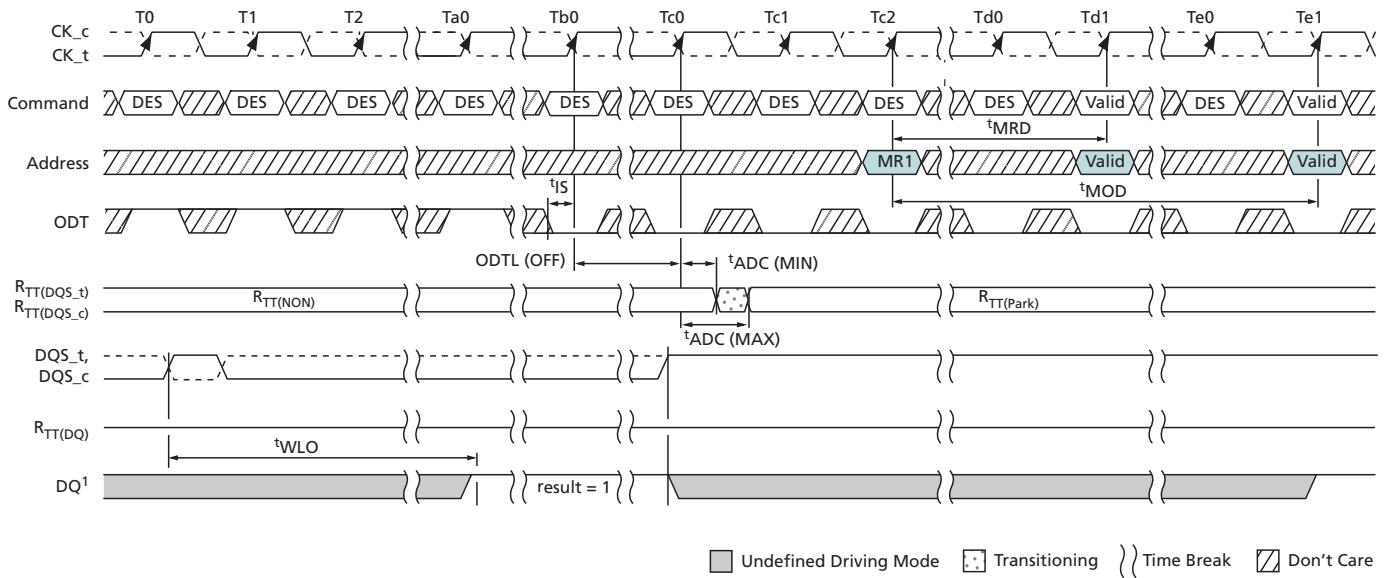 T0 T1 T2 Ta0 Tb0 Tc0 Tc1 Tc2 Td0 Td1 Te0 Te1
CK_c
CK_t
Command DES DES DES DES DES DES DES DES DES Valid DES Valid
tMRD
Address MR1 Valid Valid
tIS tMOD
ODT
ODTL (OFF) tADC (MIN)
RTT(DQS_t)
RTT(DQS_c) RTT(NON) RTT(Park)
tADC (MAX)
DQS_t,
DQS_c
RTT(DQ)
tWLO
DQ1 result = 1
Undefined Driving Mode Transitioning Time Break Don't Care